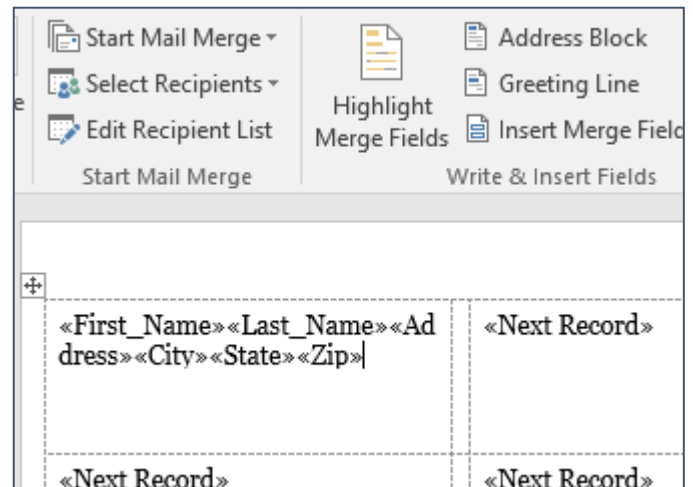 Start Mail Merge
Select Recipients
e
Edit Recipient List
Start Mail Merge
Highlight
Merge Fields
Address Block
Greeting Line
Insert Merge Field
Write & Insert Fields
«First_Name»«Last_Name»«Ad
dress»«City»«State»«Zip»
«Next Record»
«Next Record»
«Next Record»